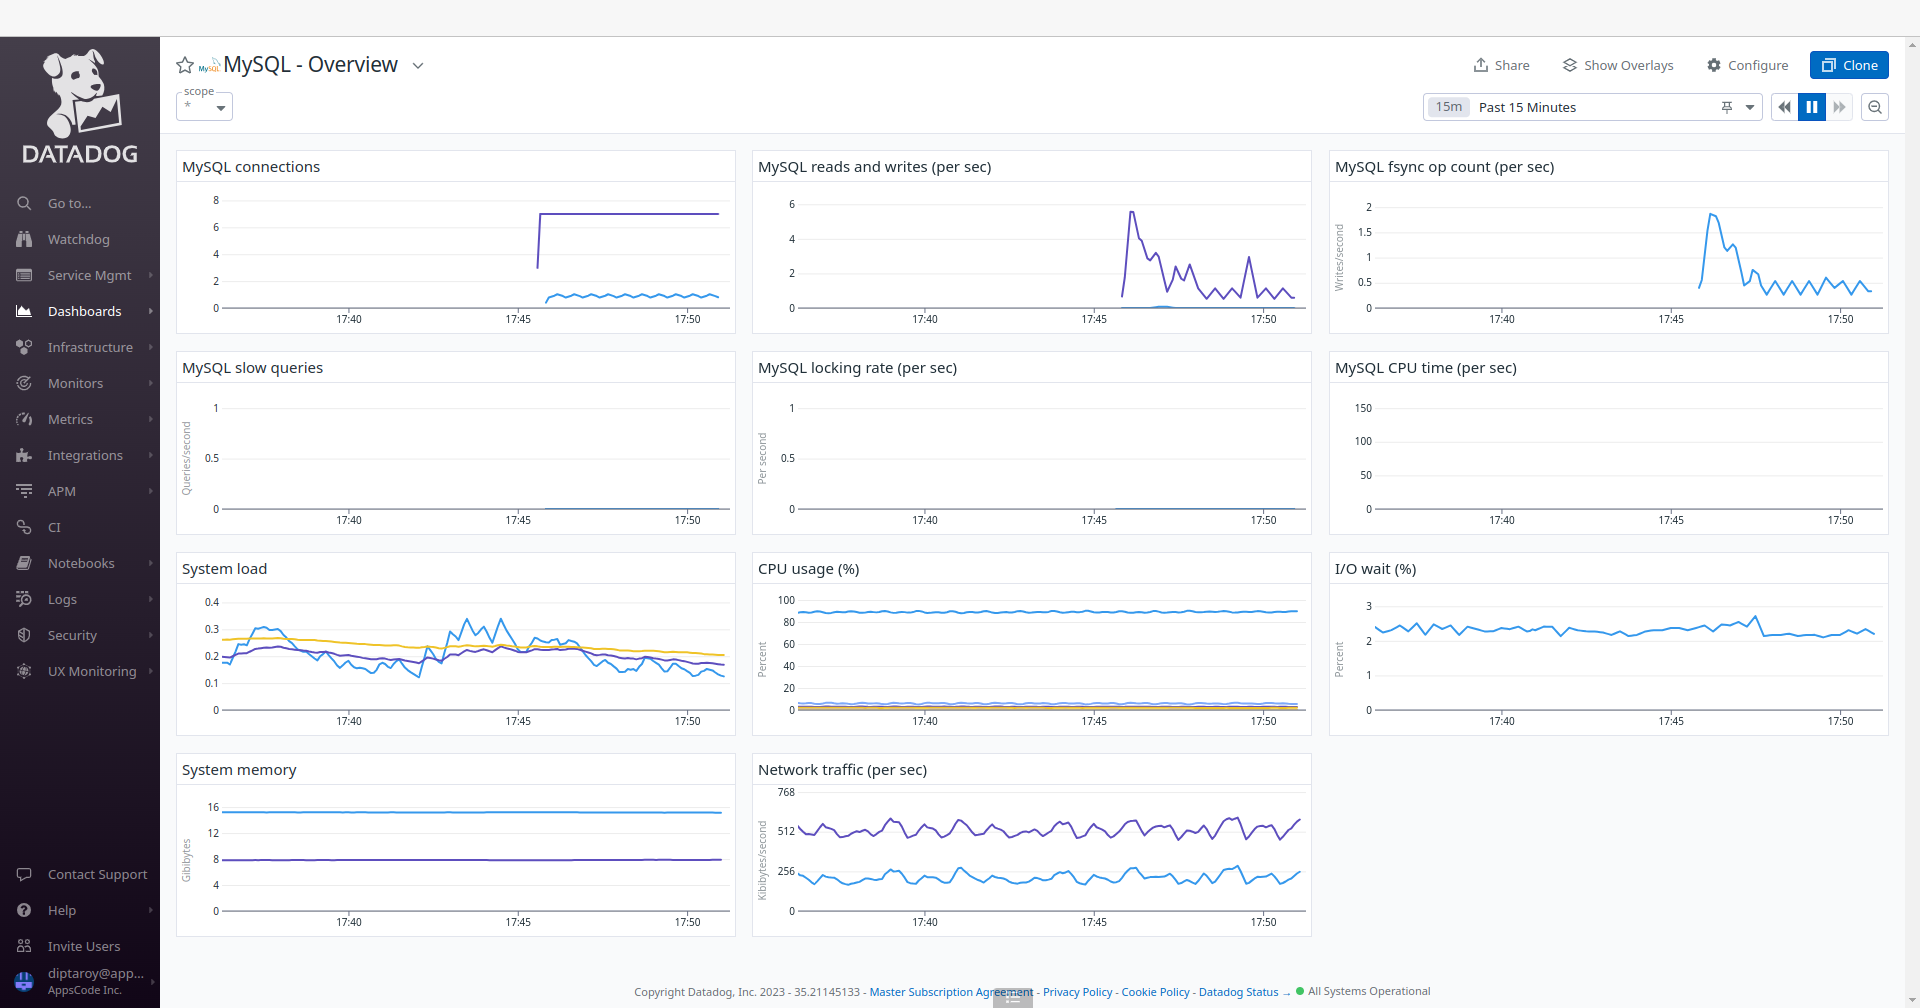 DATADOG
Go to...
Watchdog
Service Mgmt
Dashboards
Infrastructure
Monitors
Metrics
Integrations
APM
CI
Notebooks
Logs
Security
UX Monitoring
Contact Support
Help
Invite Users
diptaroy@app...
AppCode Inc.
MySQL
MySQL - Overview
Share
Show Overlays
Configure
Clone
scope
*
15m Past 15 Minutes
MySQL connections
8
6
4
2
0
17:40 17:45 17:50
MySQL reads and writes (per sec)
6
4
2
0
17:40 17:45 17:50
MySQL fsync op count (per sec)
Writes/second
2
1.5
1
0.5
0
17:40 17:45 17:50
MySQL slow queries
Queries/second
1
0.5
0
17:40 17:45 17:50
MySQL locking rate (per sec)
Per second
1
0.5
0
17:40 17:45 17:50
MySQL CPU time (per sec)
150
100
50
0
17:40 17:45 17:50
System load
0.4
0.3
0.2
0.1
0
17:40 17:45 17:50
CPU usage (%)
Percent
100
80
60
40
20
0
17:40 17:45 17:50
I/O wait (%)
Percent
3
2
1
0
17:40 17:45 17:50
System memory
Gibibytes
16
12
8
4
0
17:40 17:45 17:50
Network traffic (per sec)
Kibibytes/second
768
512
256
0
17:40 17:45 17:50
Copyright Datadog, Inc. 2023 - 35.21145133 - Master Subscription Agreement - Privacy Policy - Cookie Policy - Datadog Status → All Systems Operational